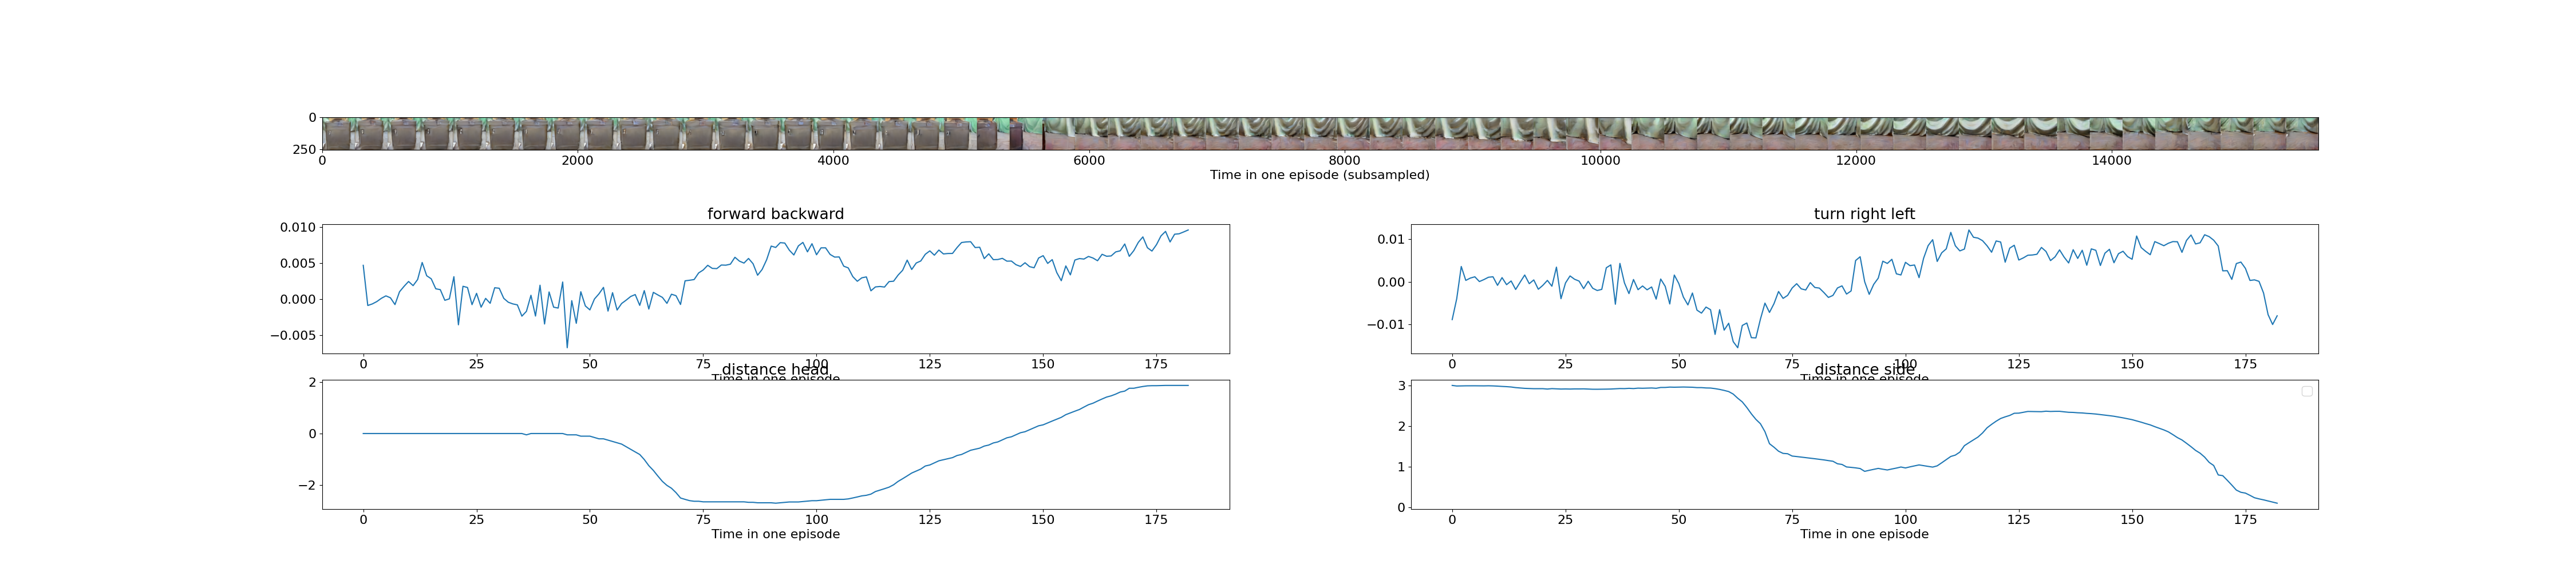 0
250
0 2000 4000 6000 8000 10000 12000 14000
Time in one episode (subsampled)
forward backward
0.010
0.005
0.000
−0.005
0 25 50 75 100 125 150 175
Time in one episode
turn right left
0.01
0.00
−0.01
0 25 50 75 100 125 150 175
Time in one episode
distance head
2
0
−2
0 25 50 75 100 125 150 175
Time in one episode
distance side
3
2
1
0
0 25 50 75 100 125 150 175
Time in one episode